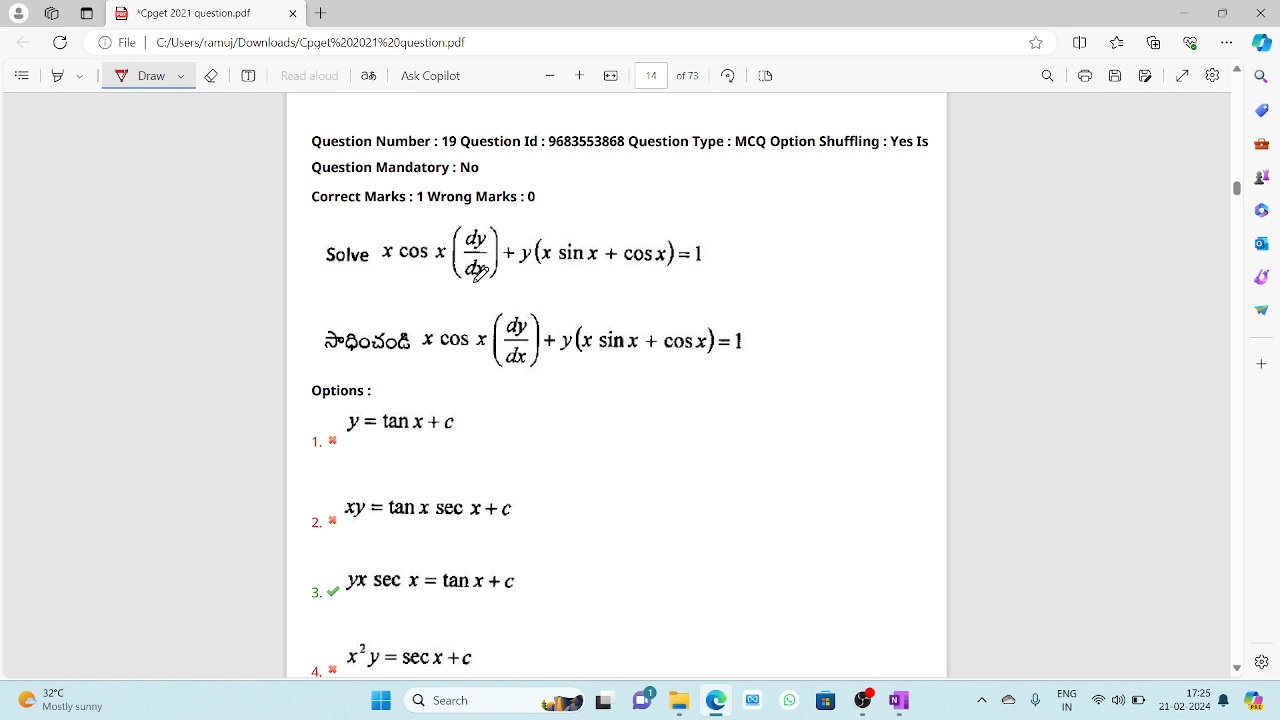 *Cpget 2021 question.pdf
File C:/Users/ramuj/Downloads/Cpget%202021%20question.pdf
Draw Read aloud Ask Copilot 14 of 73
Question Number : 19 Question Id : 9683553868 Question Type : MCQ Option Shuffling : Yes Is
Question Mandatory : No
Correct Marks : 1 Wrong Marks : 0
Solve x cos x (dy/dx) + y(x sin x + cos x) = 1
సాధించండి x cos x (dy/dx) + y(x sin x + cos x) = 1
Options :
y = tan x + c
1.
xy = tan x sec x + c
2.
yx sec x = tan x + c
3.
x² y = sec x + c
4.
32°C
Mostly sunny
Search
1
ENG
IN
17:25
21-02-2024